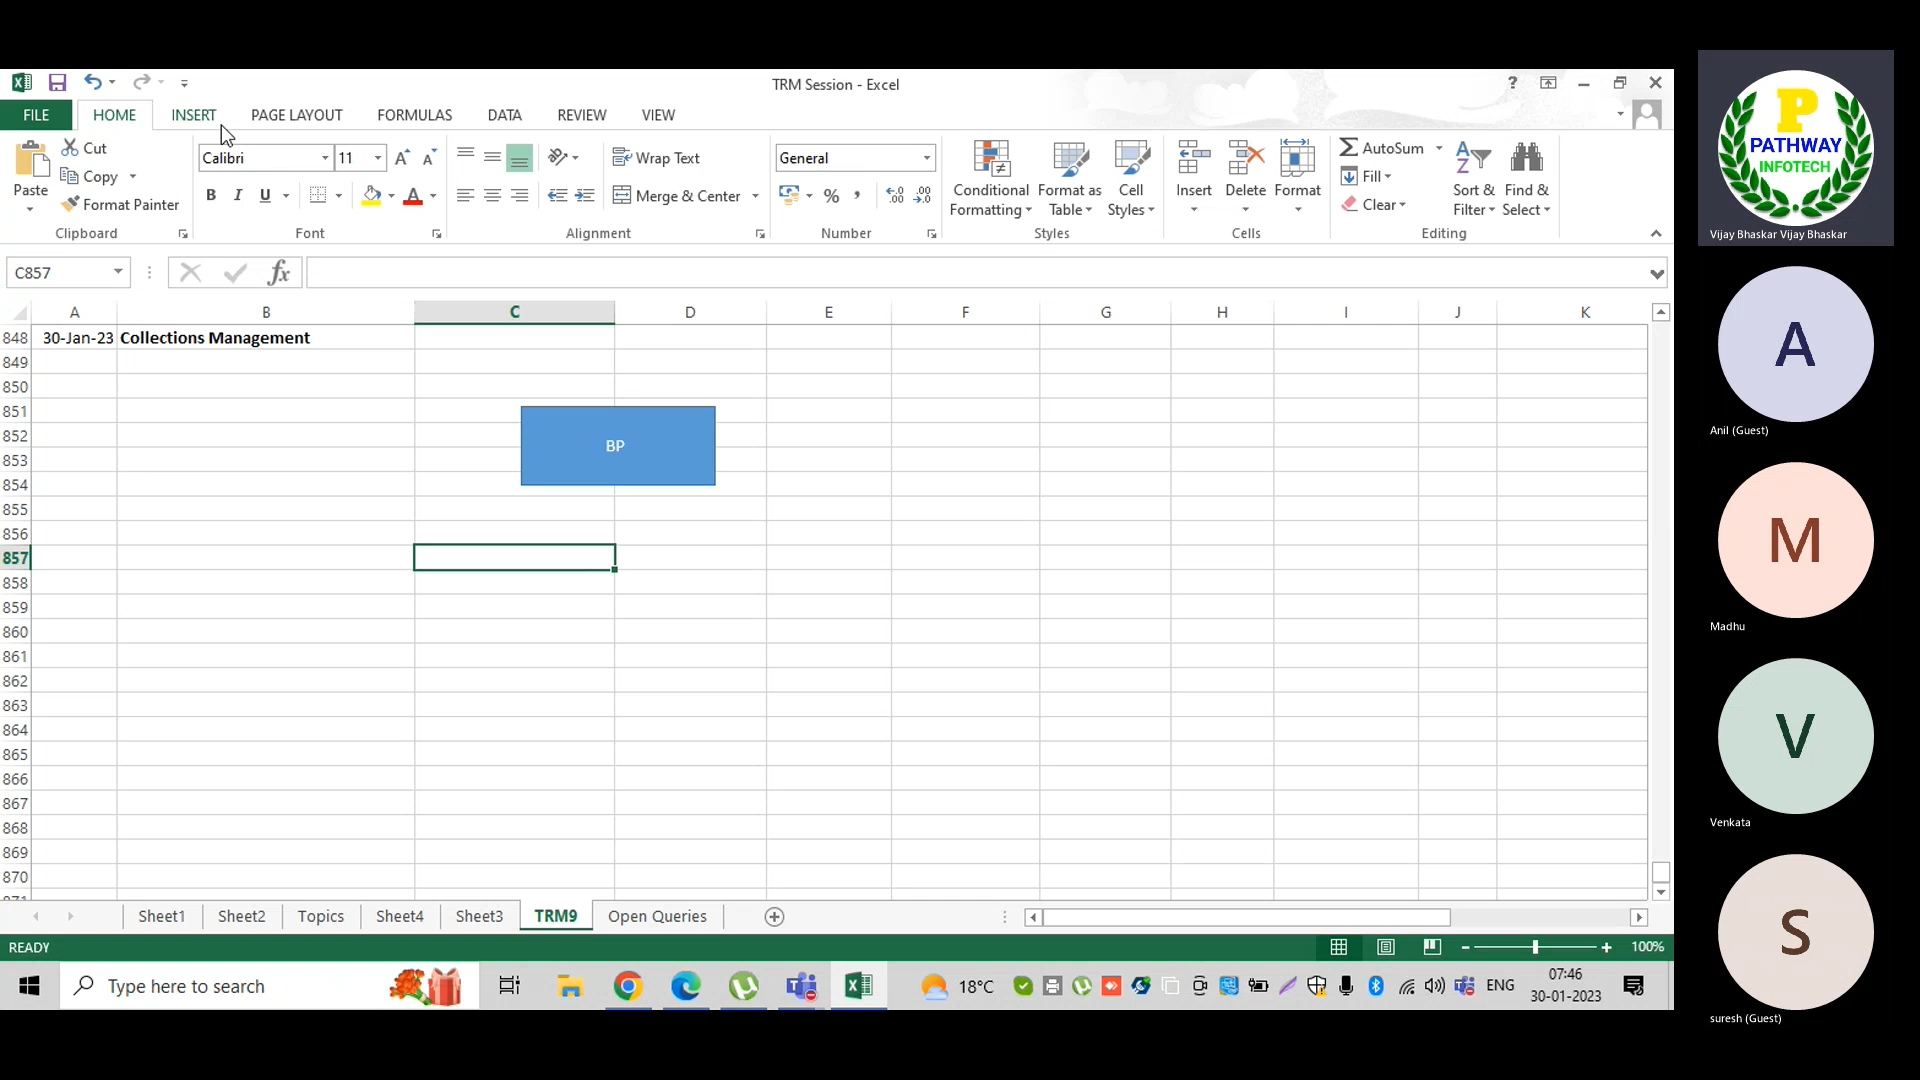 TRM Session - Excel
?
FILE HOME INSERT PAGE LAYOUT FORMULAS DATA REVIEW VIEW
Paste
Cut
Copy
Format Painter
Clipboard
Calibri 11
B I U
Font
Wrap Text
Merge & Center
Alignment
General
% ,
Number
Conditional Formatting
Format as Table
Cell Styles
Styles
Insert Delete Format
Cells
AutoSum
Fill
Clear
Sort & Filter
Find & Select
Editing
C857
fx
A B C D E F G H I J K
848 30-Jan-23 Collections Management
849
850
851
852
BP
853
854
855
856
857
858
859
860
861
862
863
864
865
866
867
868
869
870
871
Sheet1 Sheet2 Topics Sheet4 Sheet3 TRM9 Open Queries
READY
100%
Type here to search
18°C
ENG
07:46
30-01-2023
P
PATHWAY
INFOTECH
Vijay Bhaskar Vijay Bhaskar
A
Anil (Guest)
M
Madhu
V
Venkata
S
suresh (Guest)